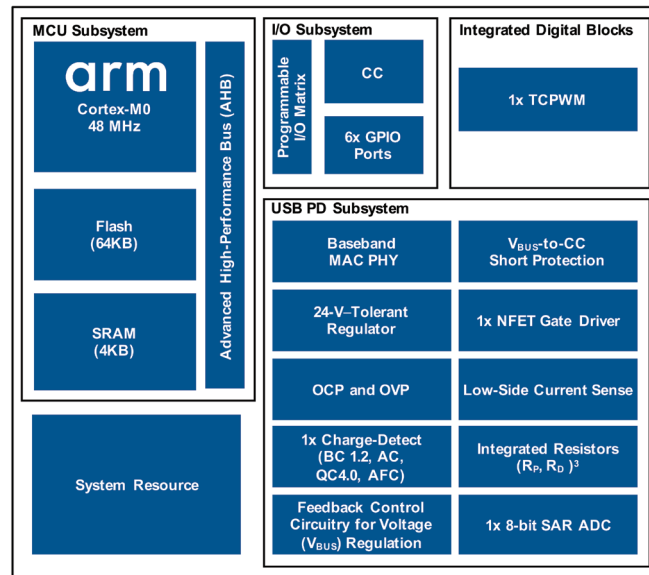 MCU Subsystem
arm
Cortex-M0
48 MHz
Flash
(64KB)
SRAM
(4KB)
Advanced High-Performance Bus (AHB)
System Resource
I/O Subsystem
Programmable
I/O Matrix
CC
6x GPIO
Ports
Integrated Digital Blocks
1x TCPWM
USB PD Subsystem
Baseband
MAC PHY
VBUS-to-CC
Short Protection
24-V–Tolerant
Regulator
1x NFET Gate Driver
OCP and OVP
Low-Side Current Sense
1x Charge-Detect
(BC 1.2, AC,
QC4.0, AFC)
Integrated Resistors
(RP, RD )³
Feedback Control
Circuitry for Voltage
(VBUS) Regulation
1x 8-bit SAR ADC